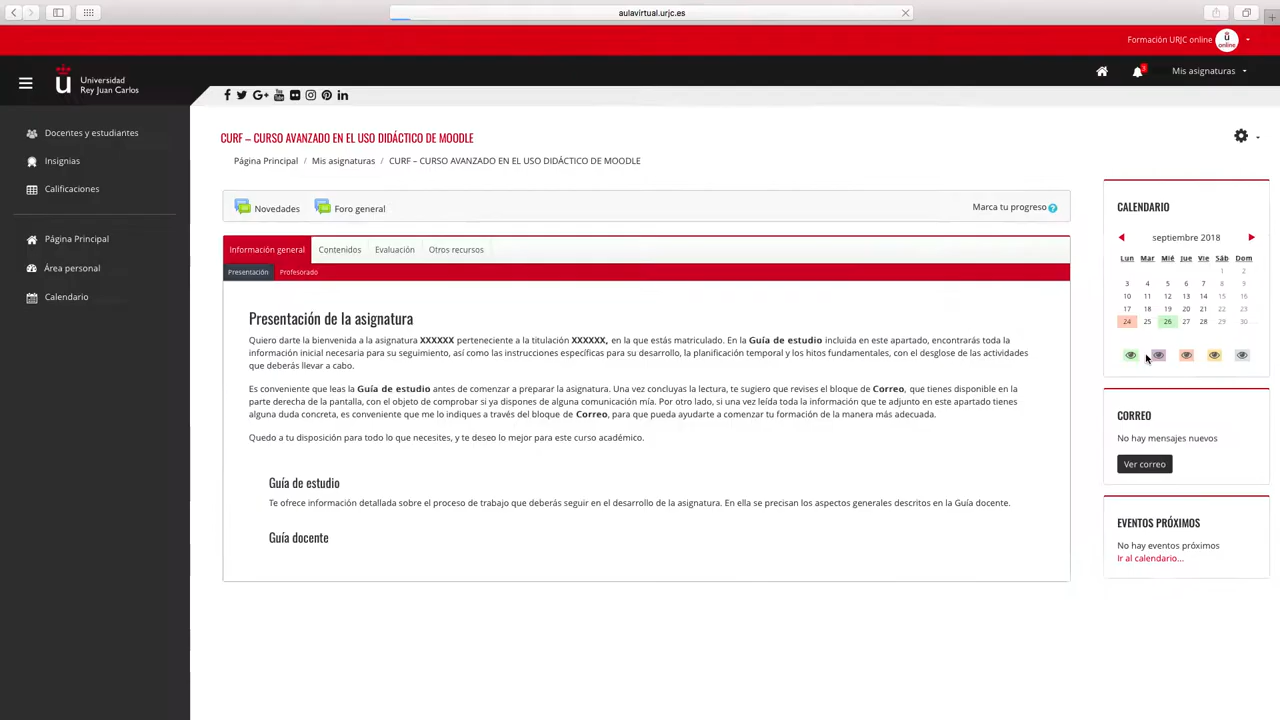 aulavirtual.urjc.es
Formación URJC online
ü
online
3
Mis asignaturas
Universidad
Rey Juan Carlos
Docentes y estudiantes
Insignias
Calificaciones
Página Principal
Área personal
Calendario
CURF – CURSO AVANZADO EN EL USO DIDÁCTICO DE MOODLE
Página Principal / Mis asignaturas / CURF – CURSO AVANZADO EN EL USO DIDÁCTICO DE MOODLE
Novedades Foro general Marca tu progreso
Información general Contenidos Evaluación Otros recursos
Presentación Profesorado
Presentación de la asignatura
Quiero darte la bienvenida a la asignatura XXXXXX perteneciente a la titulación XXXXXX, en la que estás matriculado. En la Guía de estudio incluida en este apartado, encontrarás toda la
información inicial necesaria para su seguimiento, así como las instrucciones específicas para su desarrollo, la planificación temporal y los hitos fundamentales, con el desglose de las actividades
que deberás llevar a cabo.
Es conveniente que leas la Guía de estudio antes de comenzar a preparar la asignatura. Una vez concluyas la lectura, te sugiero que revises el bloque de Correo, que tienes disponible en la
parte derecha de la pantalla, con el objeto de comprobar si ya dispones de alguna comunicación mía. Por otro lado, si una vez leída toda la información que te adjunto en este apartado tienes
alguna duda concreta, es conveniente que me lo indiques a través del bloque de Correo, para que pueda ayudarte a comenzar tu formación de la manera más adecuada.
Quedo a tu disposición para todo lo que necesites, y te deseo lo mejor para este curso académico.
Guía de estudio
Te ofrece información detallada sobre el proceso de trabajo que deberás seguir en el desarrollo de la asignatura. En ella se precisan los aspectos generales descritos en la Guía docente.
Guía docente
CALENDARIO
septiembre 2018
Lun Mar Mié Jue Vie Sáb Dom
1 2
3 4 5 6 7 8 9
10 11 12 13 14 15 16
17 18 19 20 21 22 23
24 25 26 27 28 29 30
CORREO
No hay mensajes nuevos
Ver correo
EVENTOS PRÓXIMOS
No hay eventos próximos
Ir al calendario...